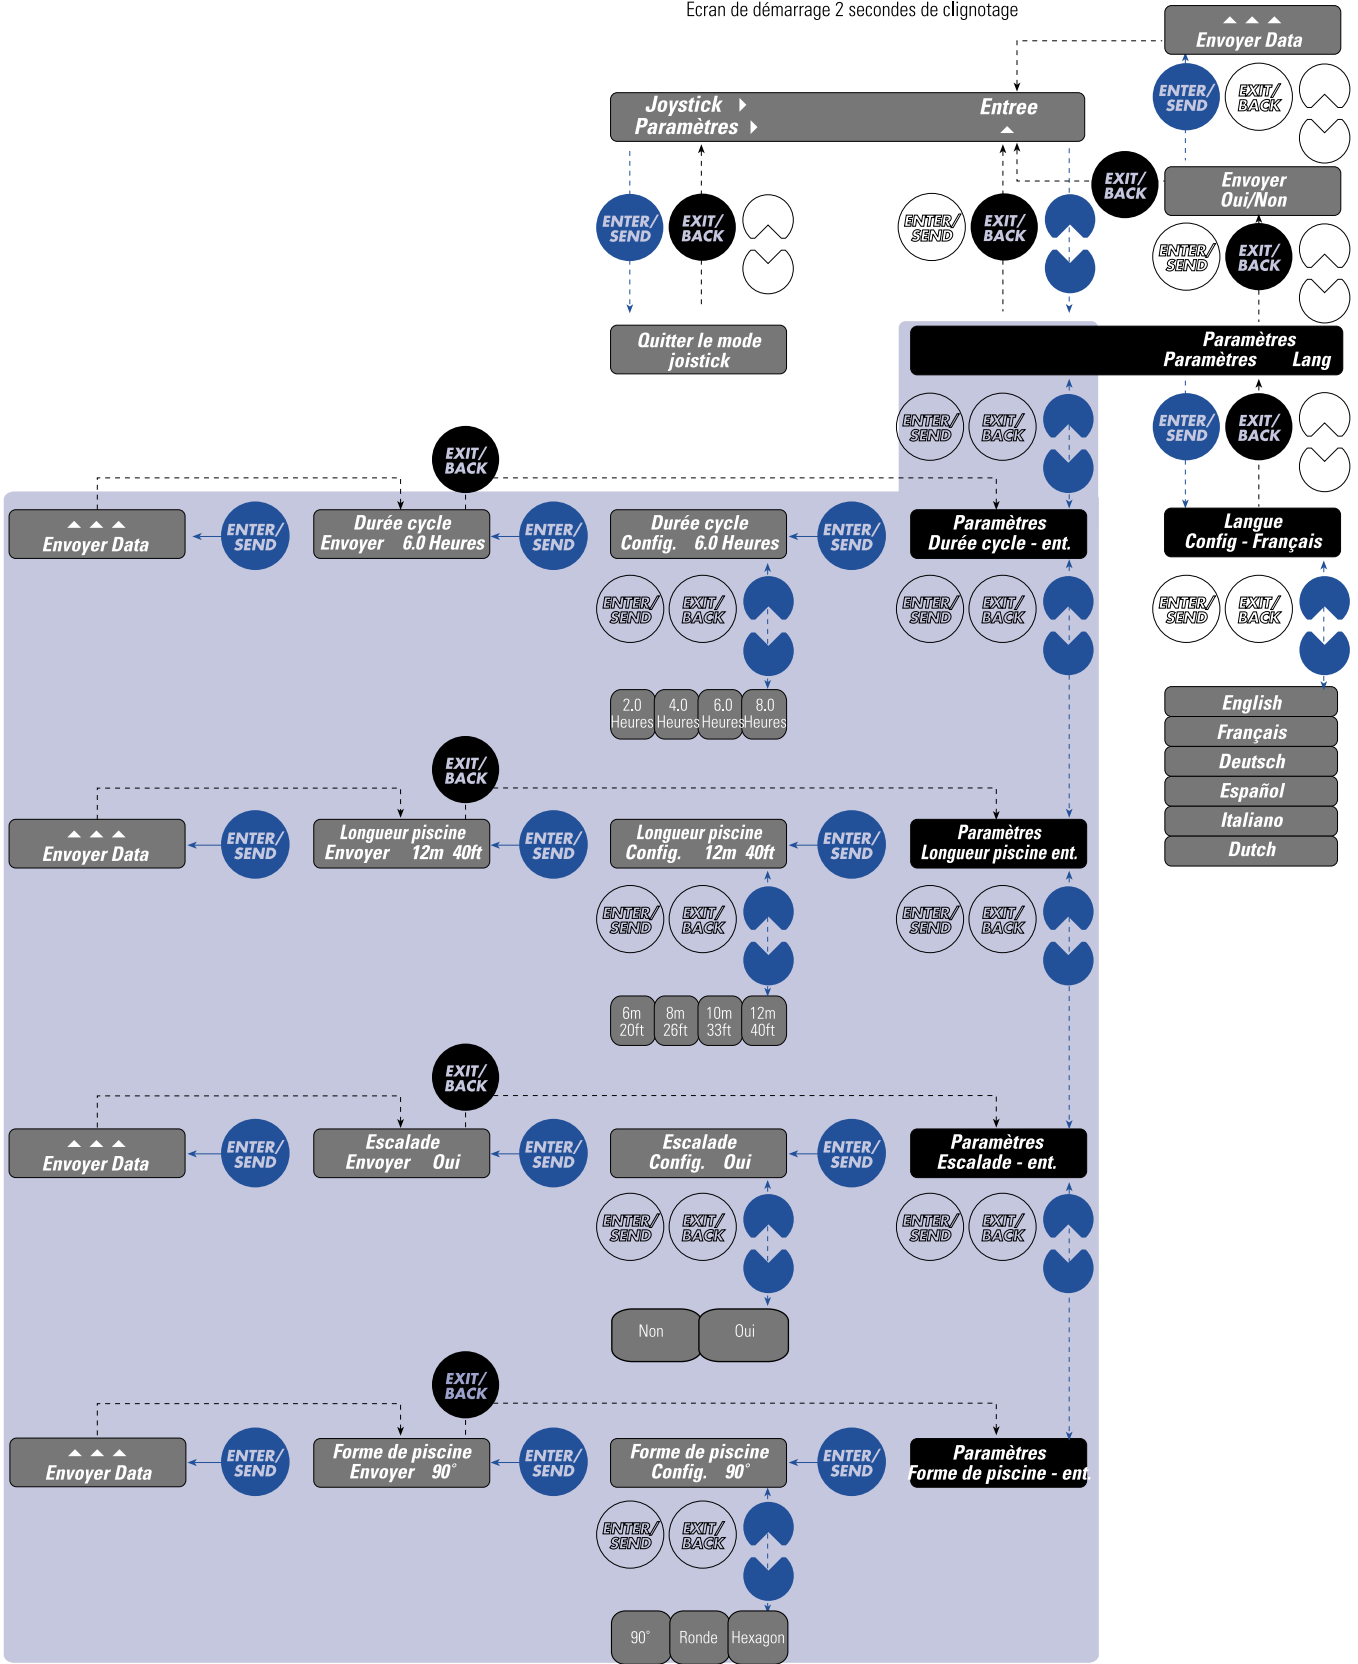 Ecran de démarrage 2 secondes de clignotage
Envoyer Data
ENTER/
SEND
EXIT/
BACK
Joystick
Paramètres
Entree
EXIT/
BACK
Envoyer
Oui/Non
ENTER/
SEND
EXIT/
BACK
ENTER/
SEND
EXIT/
BACK
ENTER/
SEND
EXIT/
BACK
Quitter le mode
joistick
Paramètres
Paramètres Lang
ENTER/
SEND
EXIT/
BACK
ENTER/
SEND
EXIT/
BACK
EXIT/
BACK
Envoyer Data
ENTER/
SEND
Durée cycle
Envoyer 6.0 Heures
ENTER/
SEND
Durée cycle
Config. 6.0 Heures
ENTER/
SEND
Paramètres
Durée cycle - ent.
Langue
Config - Français
ENTER/
SEND
EXIT/
BACK
ENTER/
SEND
EXIT/
BACK
ENTER/
SEND
EXIT/
BACK
2.0
Heures
4.0
Heures
6.0
Heures
8.0
Heures
English
Français
Deutsch
Español
Italiano
Dutch
EXIT/
BACK
Envoyer Data
ENTER/
SEND
Longueur piscine
Envoyer 12m 40ft
ENTER/
SEND
Longueur piscine
Config. 12m 40ft
ENTER/
SEND
Paramètres
Longueur piscine ent.
ENTER/
SEND
EXIT/
BACK
ENTER/
SEND
EXIT/
BACK
6m
20ft
8m
26ft
10m
33ft
12m
40ft
EXIT/
BACK
Envoyer Data
ENTER/
SEND
Escalade
Envoyer Oui
ENTER/
SEND
Escalade
Config. Oui
ENTER/
SEND
Paramètres
Escalade - ent.
ENTER/
SEND
EXIT/
BACK
ENTER/
SEND
EXIT/
BACK
Non
Oui
EXIT/
BACK
Envoyer Data
ENTER/
SEND
Forme de piscine
Envoyer 90°
ENTER/
SEND
Forme de piscine
Config. 90°
ENTER/
SEND
Paramètres
Forme de piscine - ent.
ENTER/
SEND
EXIT/
BACK
90°
Ronde
Hexagon